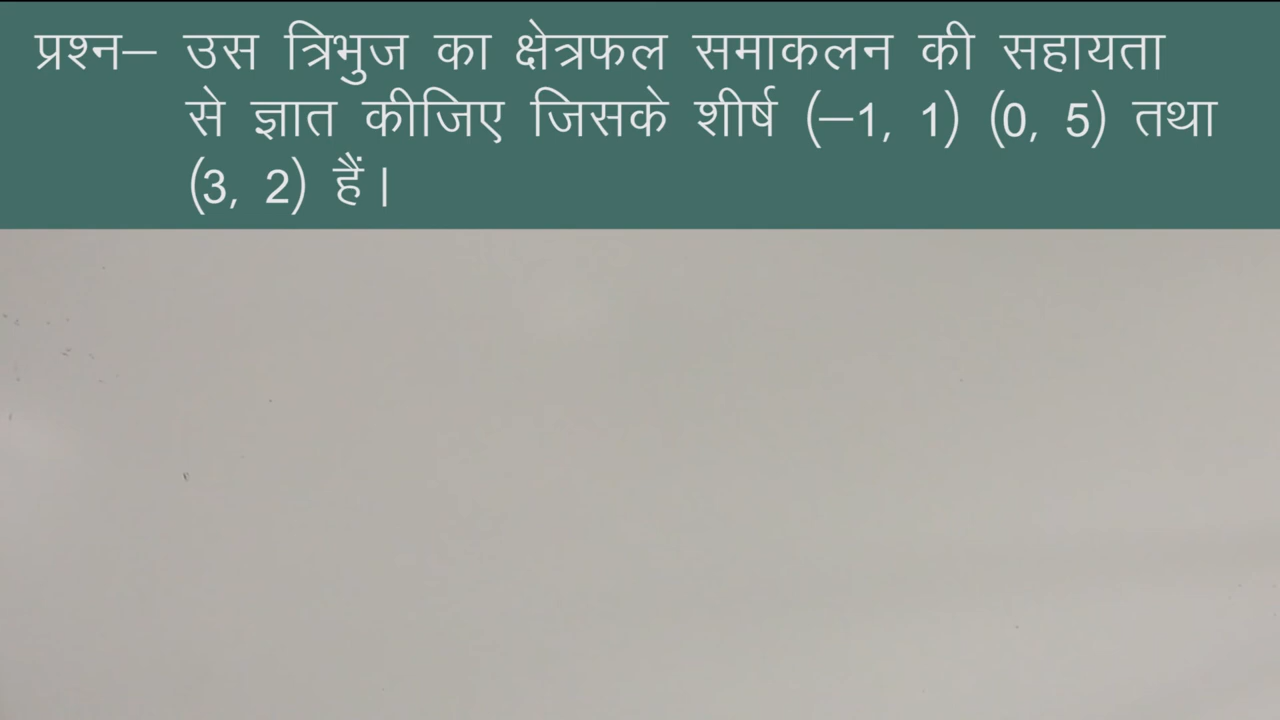 प्रश्न– उस त्रिभुज का क्षेत्रफल समाकलन की सहायता
से ज्ञात कीजिए जिसके शीर्ष (–1, 1) (0, 5) तथा
(3, 2) हैं।